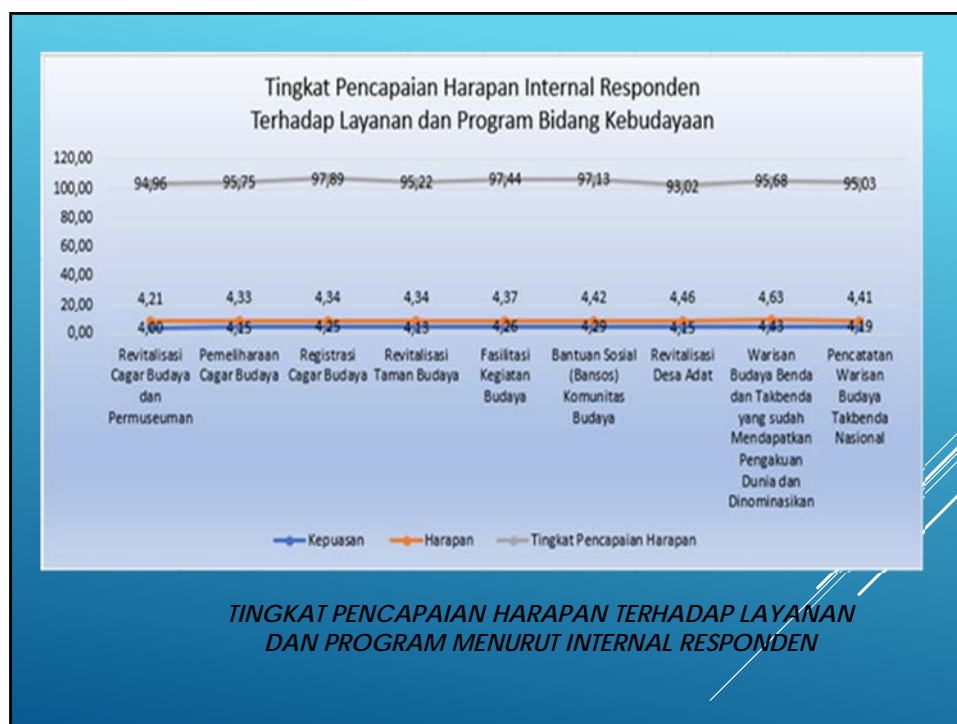 Tingkat Pencapaian Harapan Internal Responden
Terhadap Layanan dan Program Bidang Kebudayaan
120,00
100,00
80,00
60,00
40,00
20,00
0,00
94,96 95,75 97,89 95,22 97,44 97,13 93,02 95,68 95,03
4,21 4,33 4,34 4,34 4,37 4,42 4,46 4,63 4,41
4,00 4,15 4,25 4,13 4,26 4,29 4,15 4,43 4,19
Revitalisasi
Cagar Budaya
dan
Permuseuman
Pemeliharaan
Cagar Budaya
Registrasi
Cagar Budaya
Revitalisasi
Taman Budaya
Fasilitasi
Kegiatan
Budaya
Bantuan Sosial
(Bansos)
Komunitas
Budaya
Revitalisasi
Desa Adat
Warisan
Budaya Benda
dan Takbenda
yang sudah
Mendapatkan
Pengakuan
Dunia dan
Dinominasikan
Pencatatan
Warisan
Budaya
Takbenda
Nasional
Kepuasan Harapan Tingkat Pencapaian Harapan
TINGKAT PENCAPAIAN HARAPAN TERHADAP LAYANAN
DAN PROGRAM MENURUT INTERNAL RESPONDEN